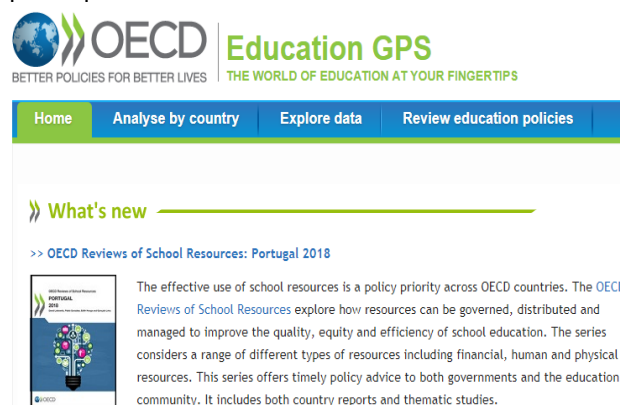 OECD
BETTER POLICIES FOR BETTER LIVES
Education GPS
THE WORLD OF EDUCATION AT YOUR FINGERTIPS
Home Analyse by country Explore data Review education policies
What's new
>> OECD Reviews of School Resources: Portugal 2018
OECD Reviews of School Resources
PORTUGAL
2018
The effective use of school resources is a policy priority across OECD countries. The OECD
Reviews of School Resources explore how resources can be governed, distributed and
managed to improve the quality, equity and efficiency of school education. The series
considers a range of different types of resources including financial, human and physical
resources. This series offers timely policy advice to both governments and the education
community. It includes both country reports and thematic studies.
OECD